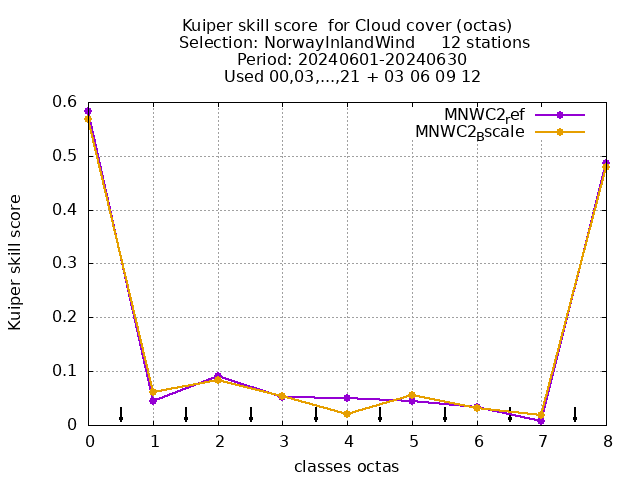 Kuiper skill score  for Cloud cover (octas)
Selection: NorwayInlandWind     12 stations
Period: 20240601-20240630
Used 00,03,...,21 + 03 06 09 12
MNWC2_ref
MNWC2_Bscale
Kuiper skill score
0.6
0.5
0.4
0.3
0.2
0.1
0
0 1 2 3 4 5 6 7 8
classes octas